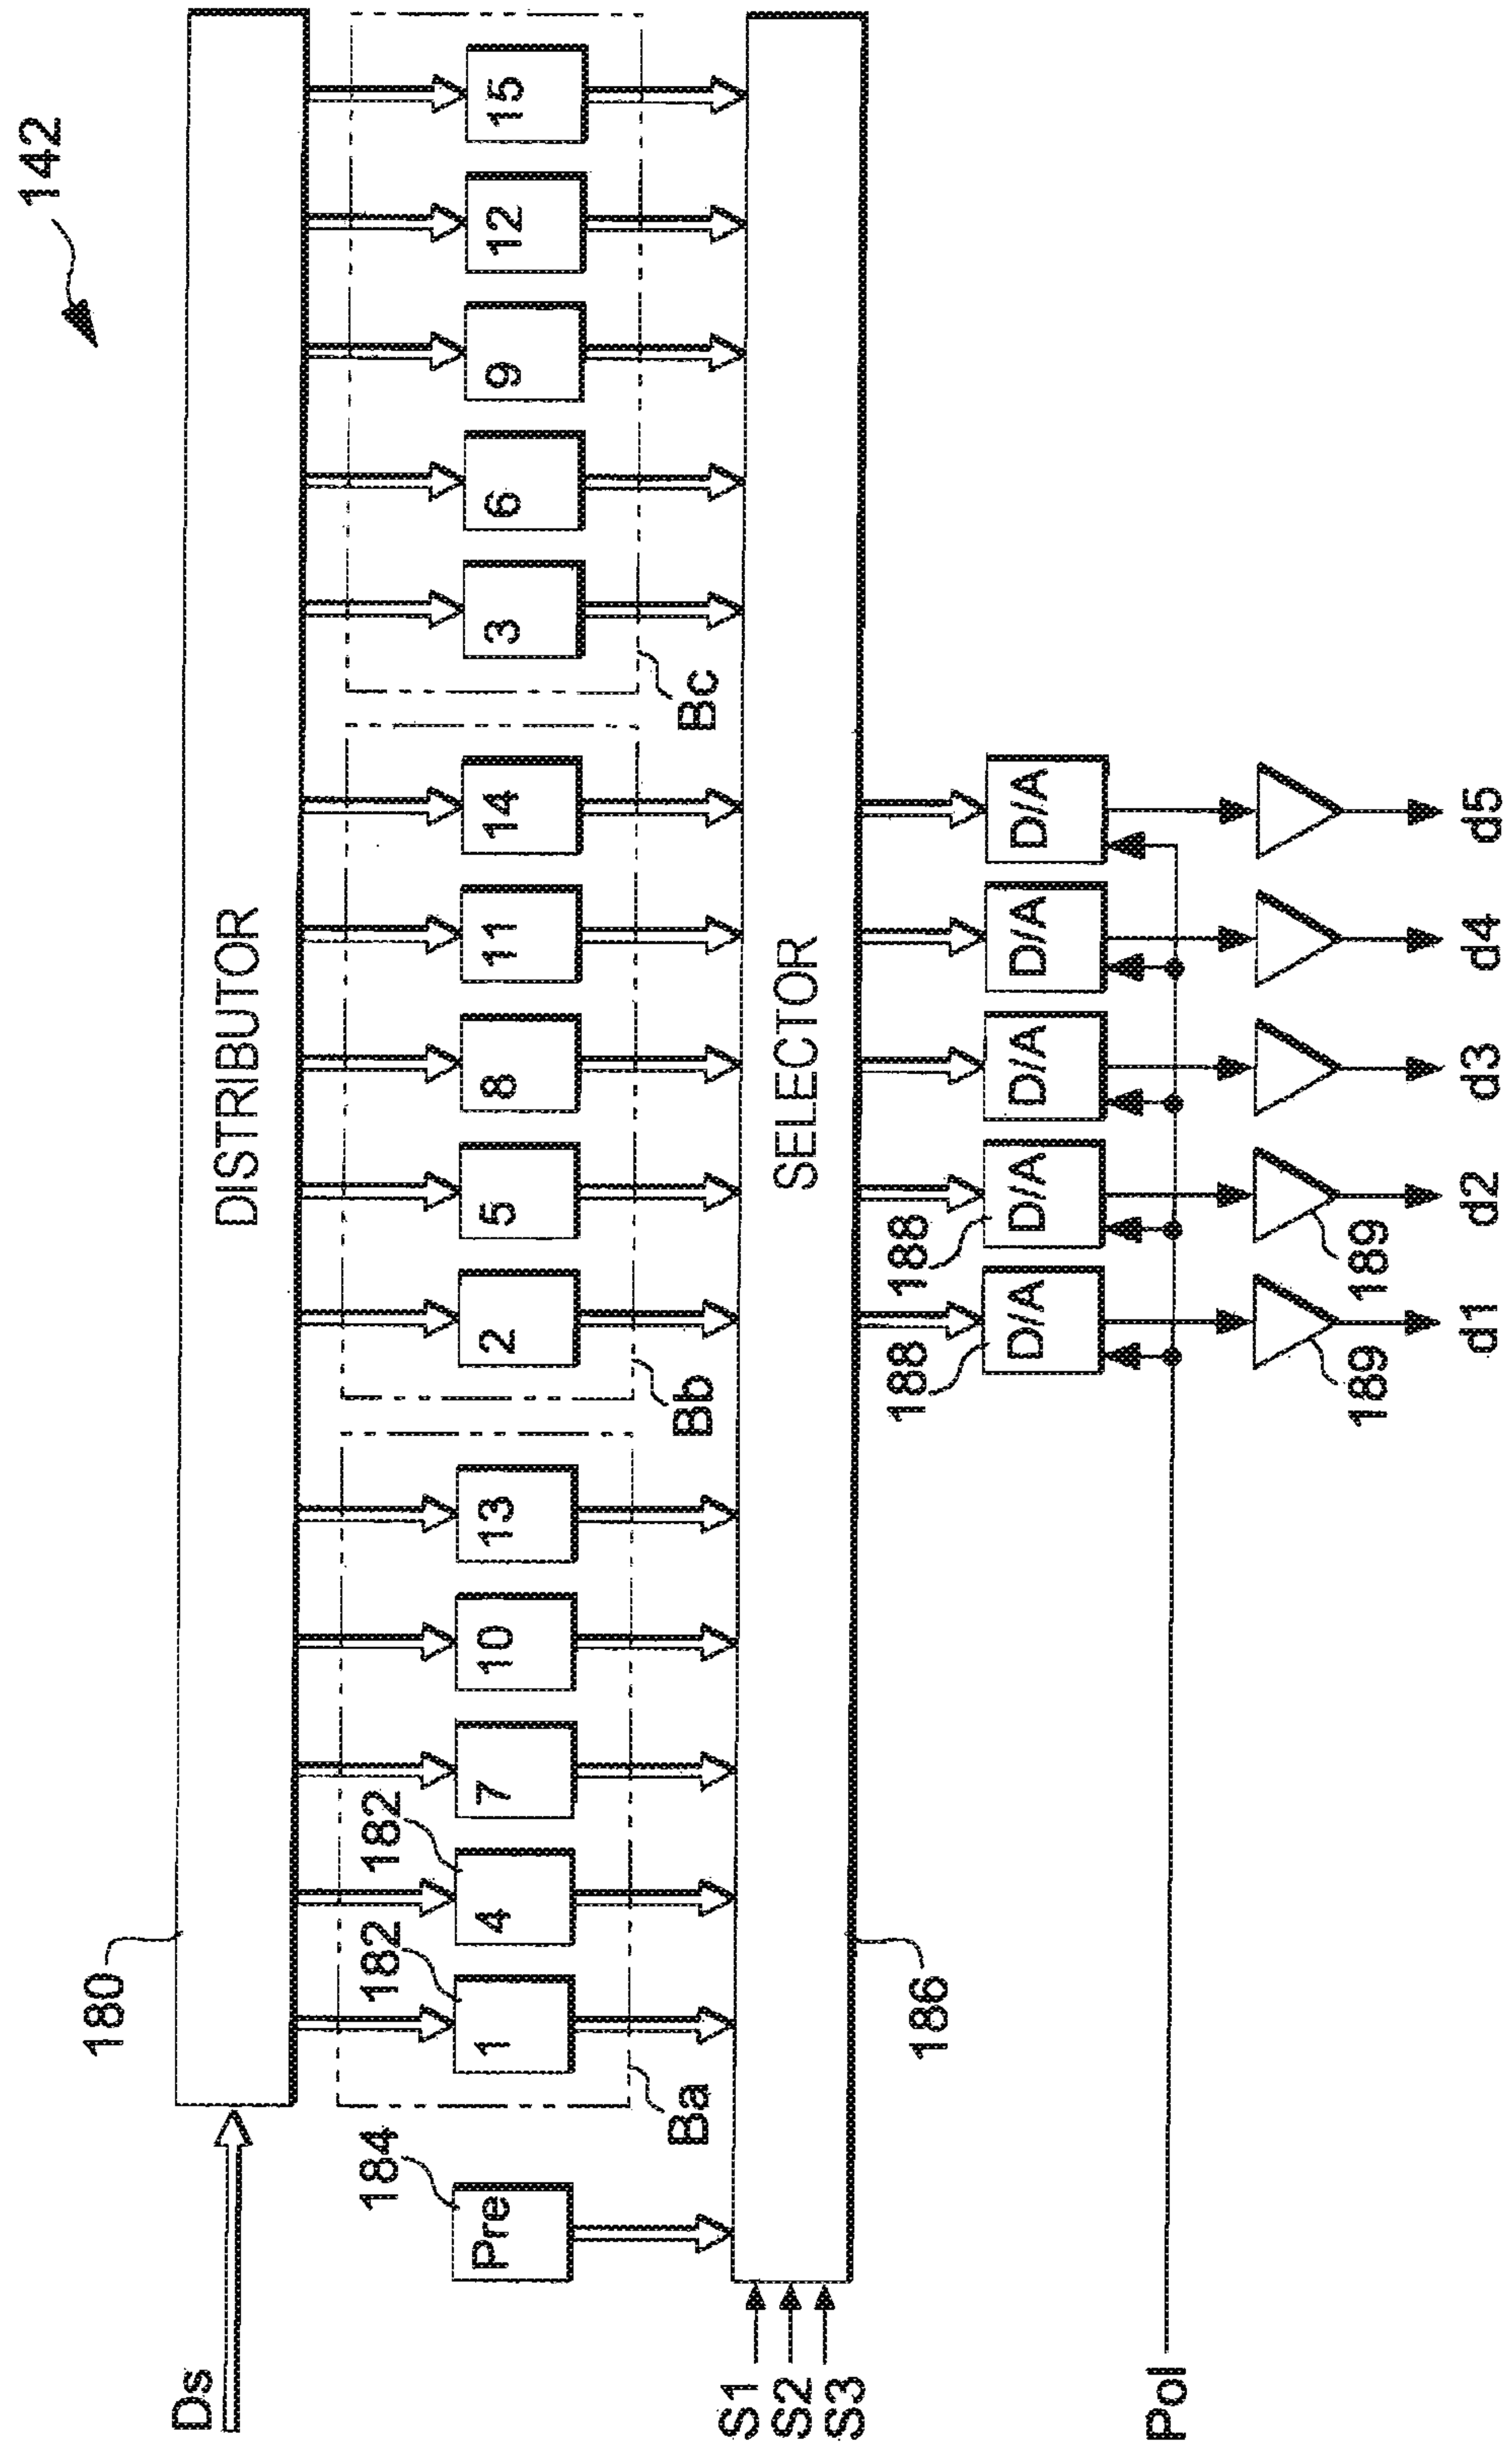 142
180
Ds
DISTRIBUTOR
184
182
182
Pre
1
4
7
10
13
2
5
8
11
14
3
6
9
12
15
Ba
Bb
Bc
S1
S2
S3
SELECTOR
186
188
188
D/A
D/A
D/A
D/A
D/A
Pol
189
189
d1
d2
d3
d4
d5